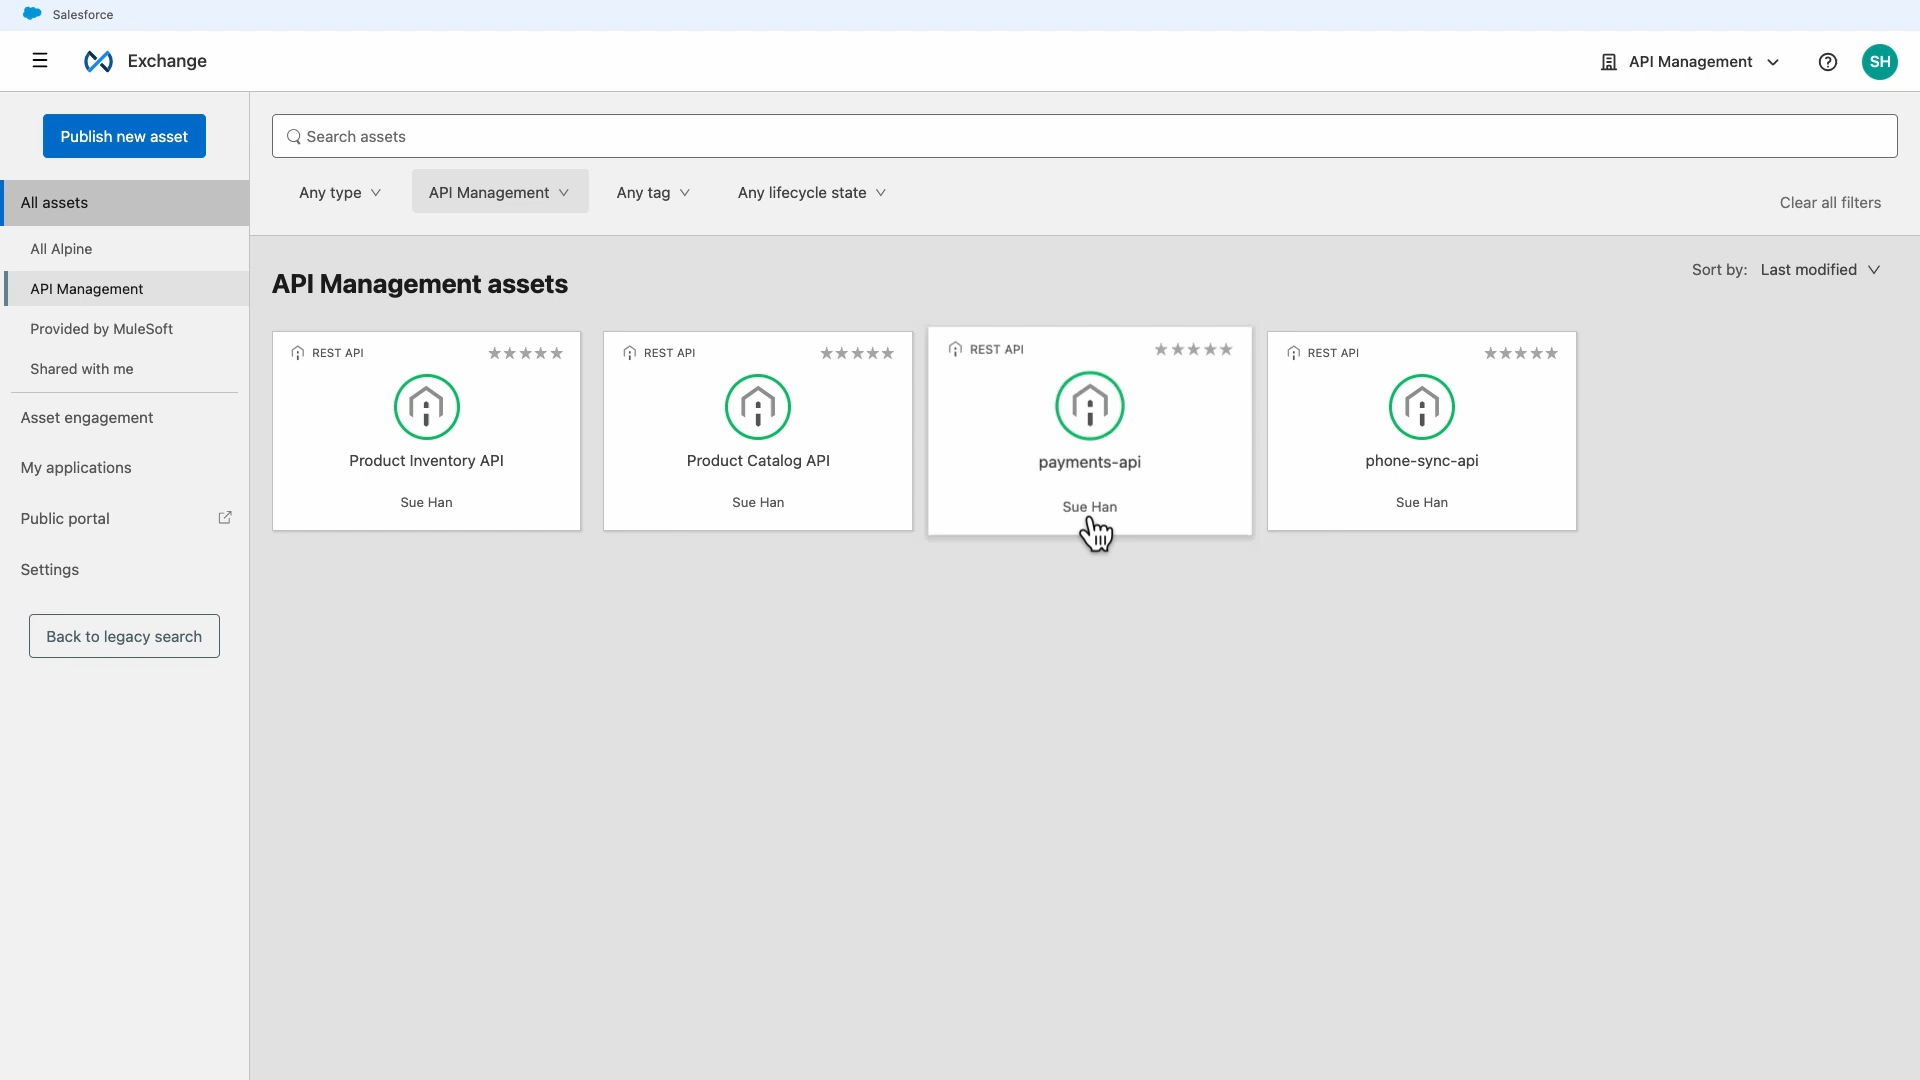 Salesforce
Exchange
API Management
SH
Publish new asset
Search assets
Any type
API Management
Any tag
Any lifecycle state
Clear all filters
All assets
All Alpine
API Management
Provided by MuleSoft
Shared with me
Asset engagement
My applications
Public portal
Settings
Back to legacy search
API Management assets
Sort by: Last modified
REST API
Product Inventory API
Sue Han
REST API
Product Catalog API
Sue Han
REST API
payments-api
Sue Han
REST API
phone-sync-api
Sue Han